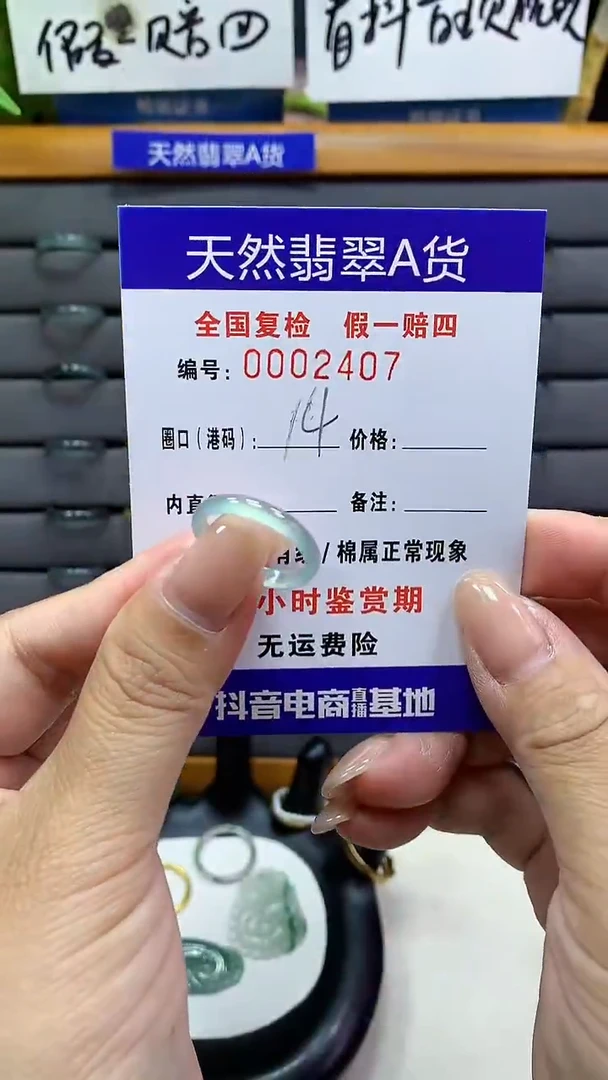 假一赔四
天然翡翠A货
天然翡翠A货
全国复检 假一赔四
编号：0002407
圈口（港码）：14 价格：
内直 备注：
/棉属正常现象
小时鉴赏期
无运费险
抖音电商直播基地